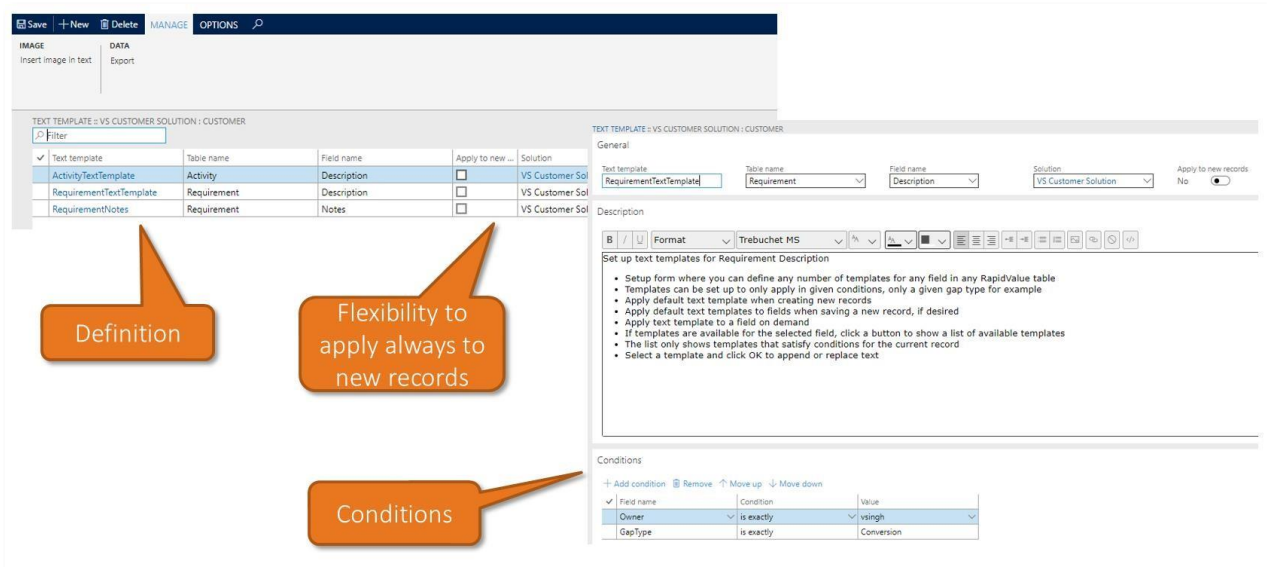 Save + New Delete MANAGE OPTIONS
IMAGE DATA
Insert image in text Export
TEXT TEMPLATE :: VS CUSTOMER SOLUTION : CUSTOMER
Filter
Text template Table name Field name Apply to new ... Solution
ActivityTextTemplate Activity Description VS Customer Sol
RequirementTextTemplate Requirement Description VS Customer Sol
RequirementNotes Requirement Notes VS Customer Sol
Definition
Flexibility to
apply always to
new records
Conditions
TEXT TEMPLATE :: VS CUSTOMER SOLUTION : CUSTOMER
General
Text template Table name Field name Solution Apply to new records
RequirementTextTemplate Requirement Description VS Customer Solution No
Description
B I U Format Trebuchet MS
Set up text templates for Requirement Description
• Setup form where you can define any number of templates for any field in any RapidValue table
• Templates can be set up to only apply in given conditions, only a given gap type for example
• Apply default text template when creating new records
• Apply default text templates to fields when saving a new record, if desired
• Apply text template to a field on demand
• If templates are available for the selected field, click a button to show a list of available templates
• The list only shows templates that satisfy conditions for the current record
• Select a template and click OK to append or replace text
Conditions
+ Add condition Remove ↑ Move up ↓ Move down
Field name Condition Value
Owner is exactly vsingh
GapType is exactly Conversion